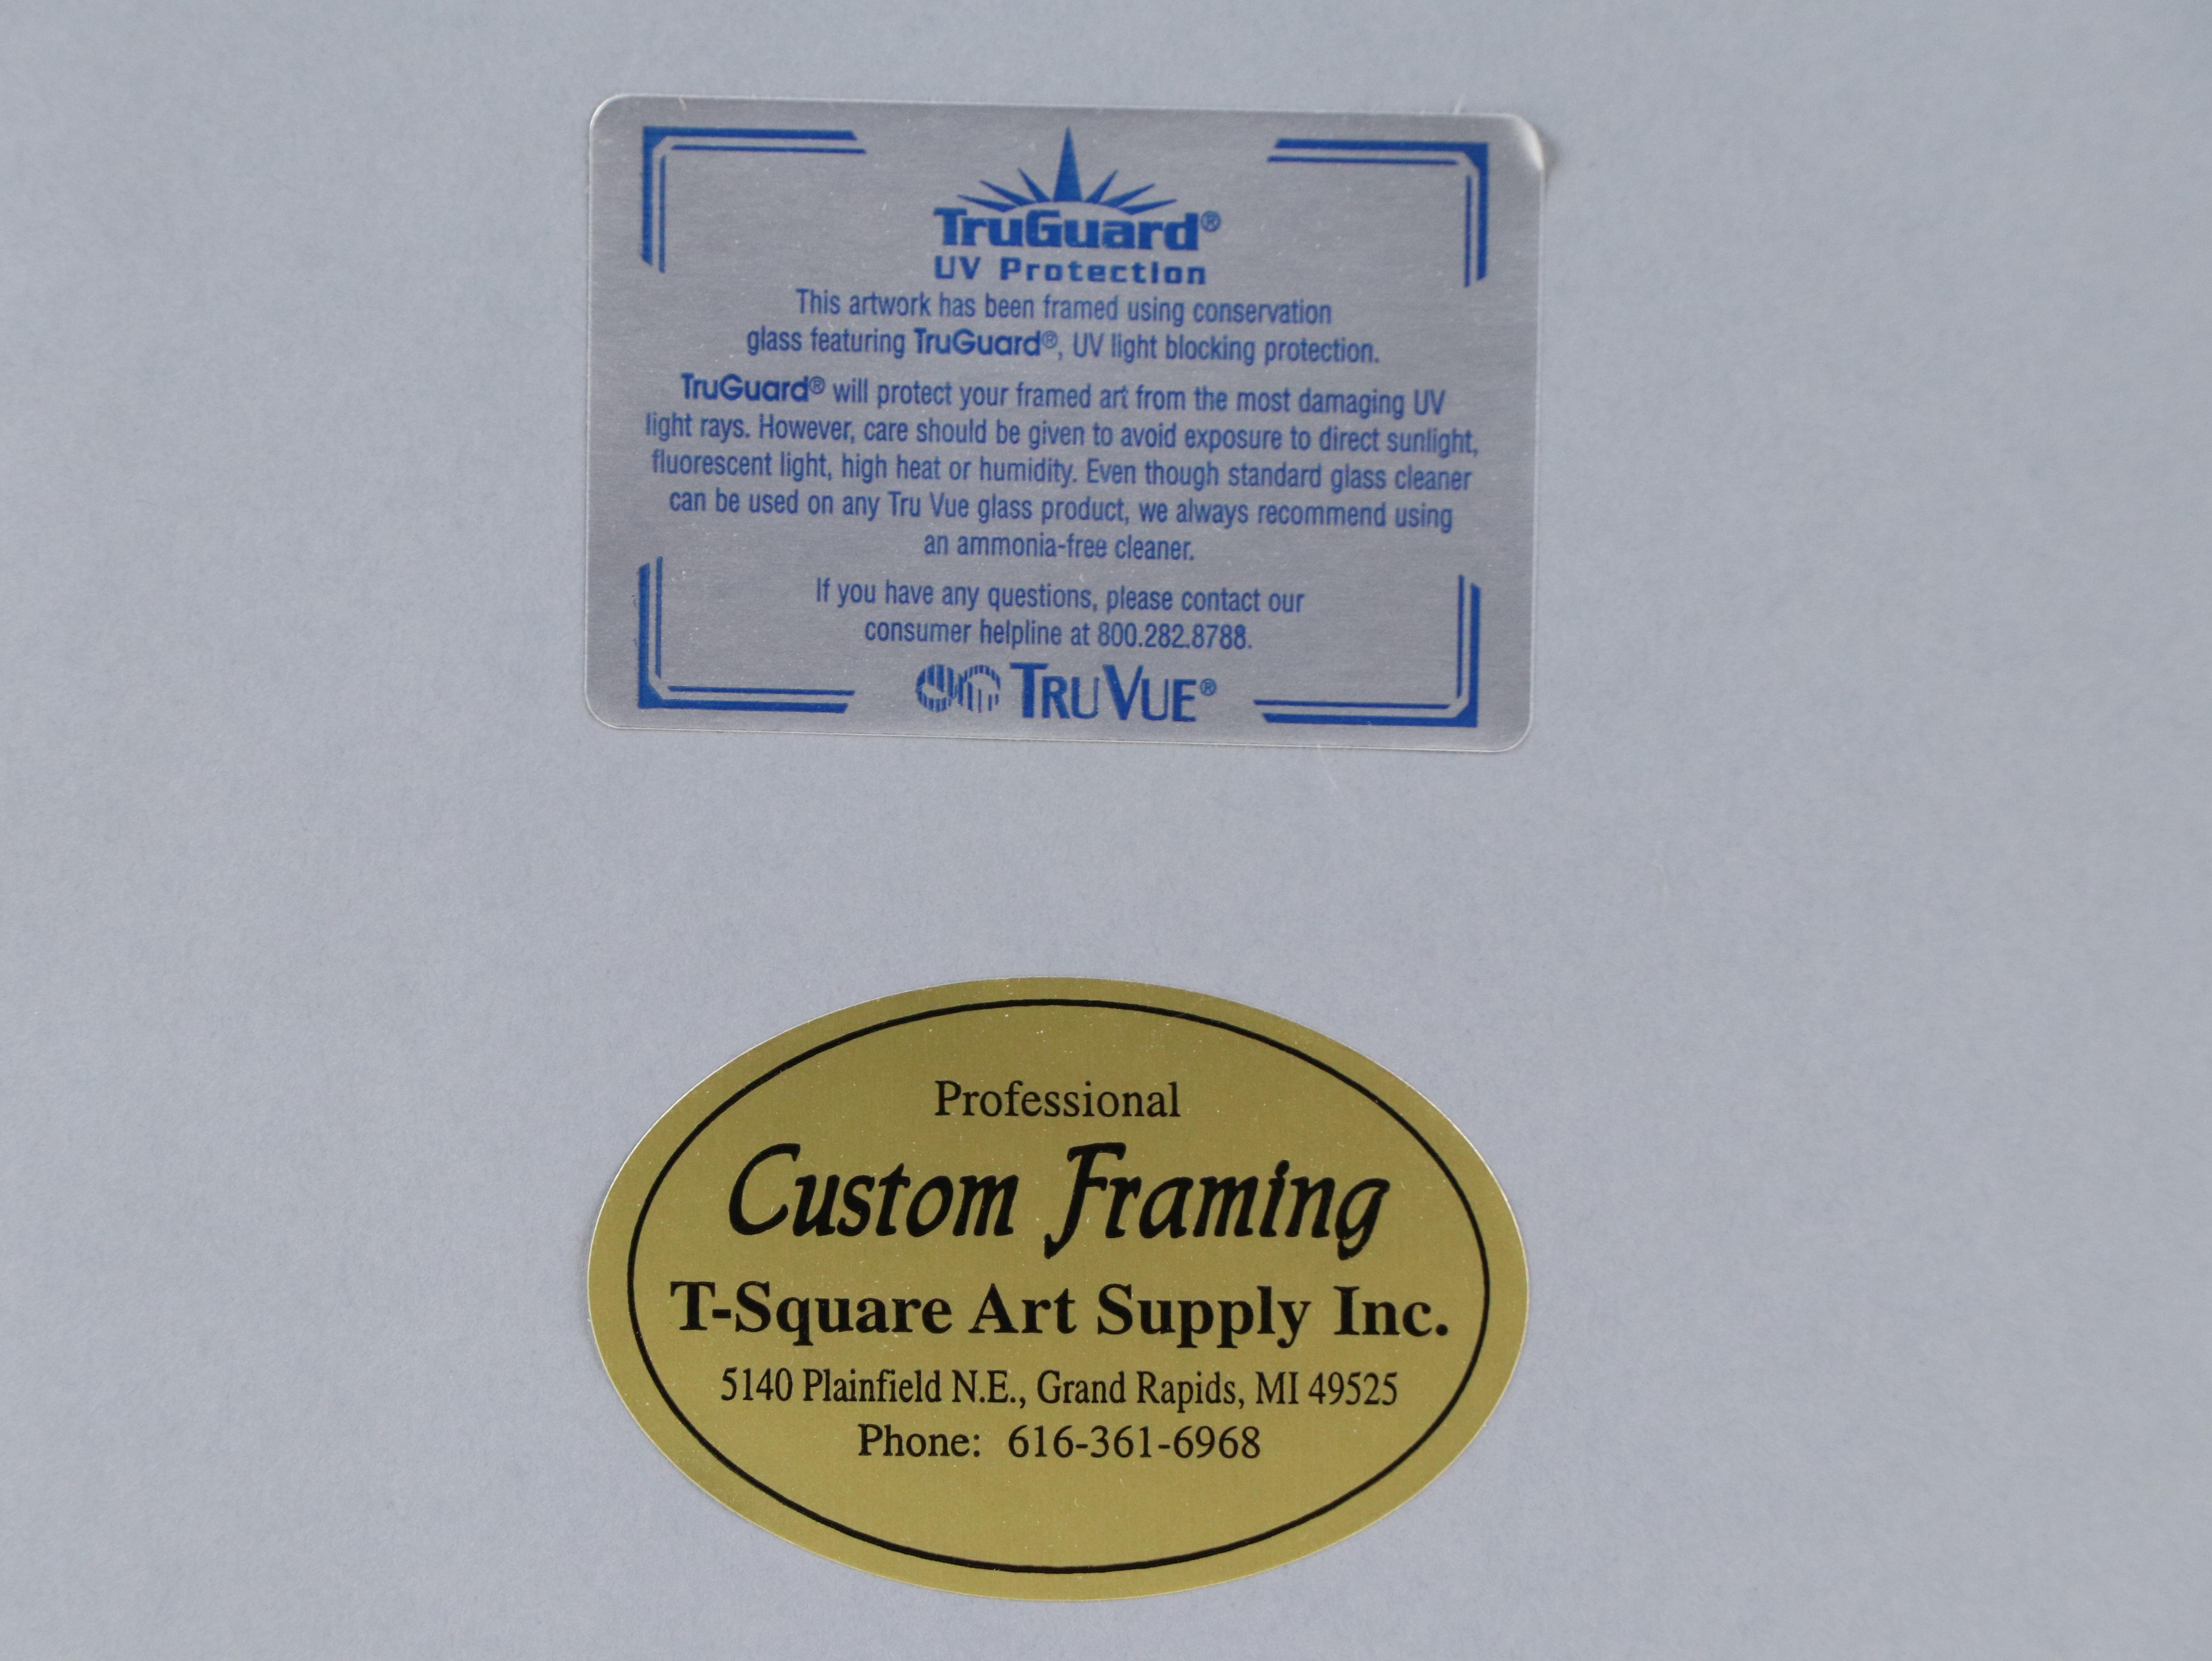 TruGuard®
UV Protection
This artwork has been framed using conservation
glass featuring TruGuard®, UV light blocking protection.
TruGuard® will protect your framed art from the most damaging UV
light rays. However, care should be given to avoid exposure to direct sunlight,
fluorescent light, high heat or humidity. Even though standard glass cleaner
can be used on any Tru Vue glass product, we always recommend using
an ammonia-free cleaner.
If you have any questions, please contact our
consumer helpline at 800.282.8788.
TRU VUE®
Professional
Custom Framing
T-Square Art Supply Inc.
5140 Plainfield N.E., Grand Rapids, MI 49525
Phone: 616-361-6968